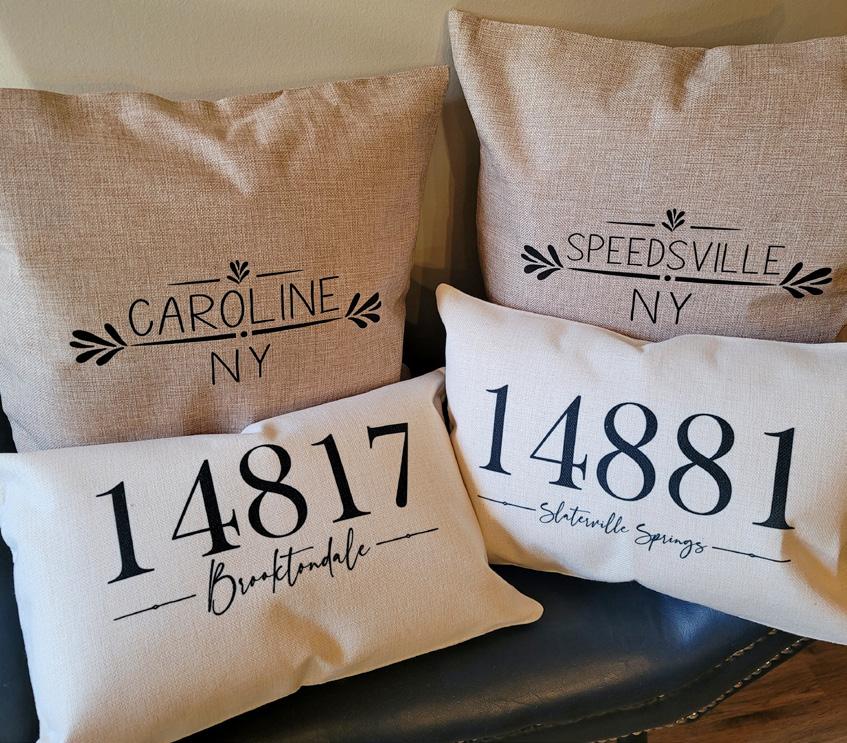 CAROLINE
NY
SPEEDSVILLE
NY
14817
Brooktondale
14881
Slaterville Springs